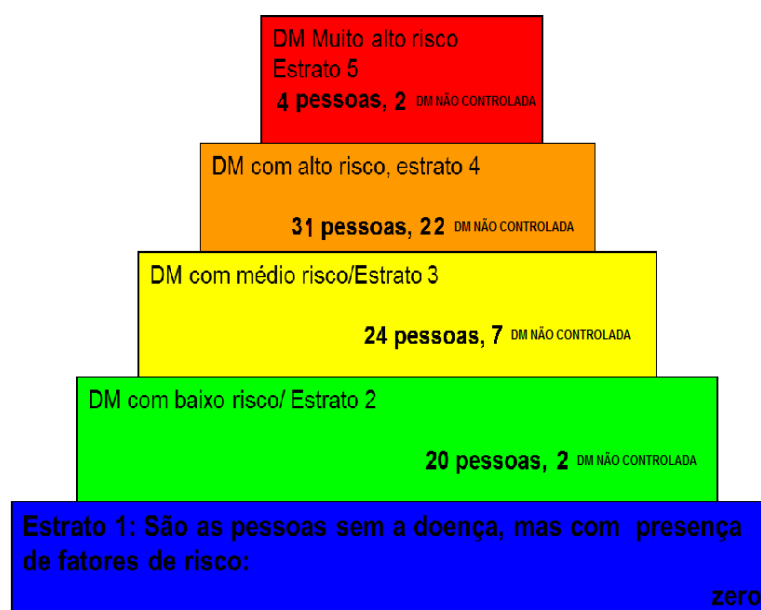 DM Muito alto risco
Estrato 5
4 pessoas, 2 DM NÃO CONTROLADA
DM com alto risco, estrato 4
31 pessoas, 22 DM NÃO CONTROLADA
DM com médio risco/Estrato 3
24 pessoas, 7 DM NÃO CONTROLADA
DM com baixo risco/ Estrato 2
20 pessoas, 2 DM NÃO CONTROLADA
Estrato 1: São as pessoas sem a doença, mas com presença
de fatores de risco:
zero